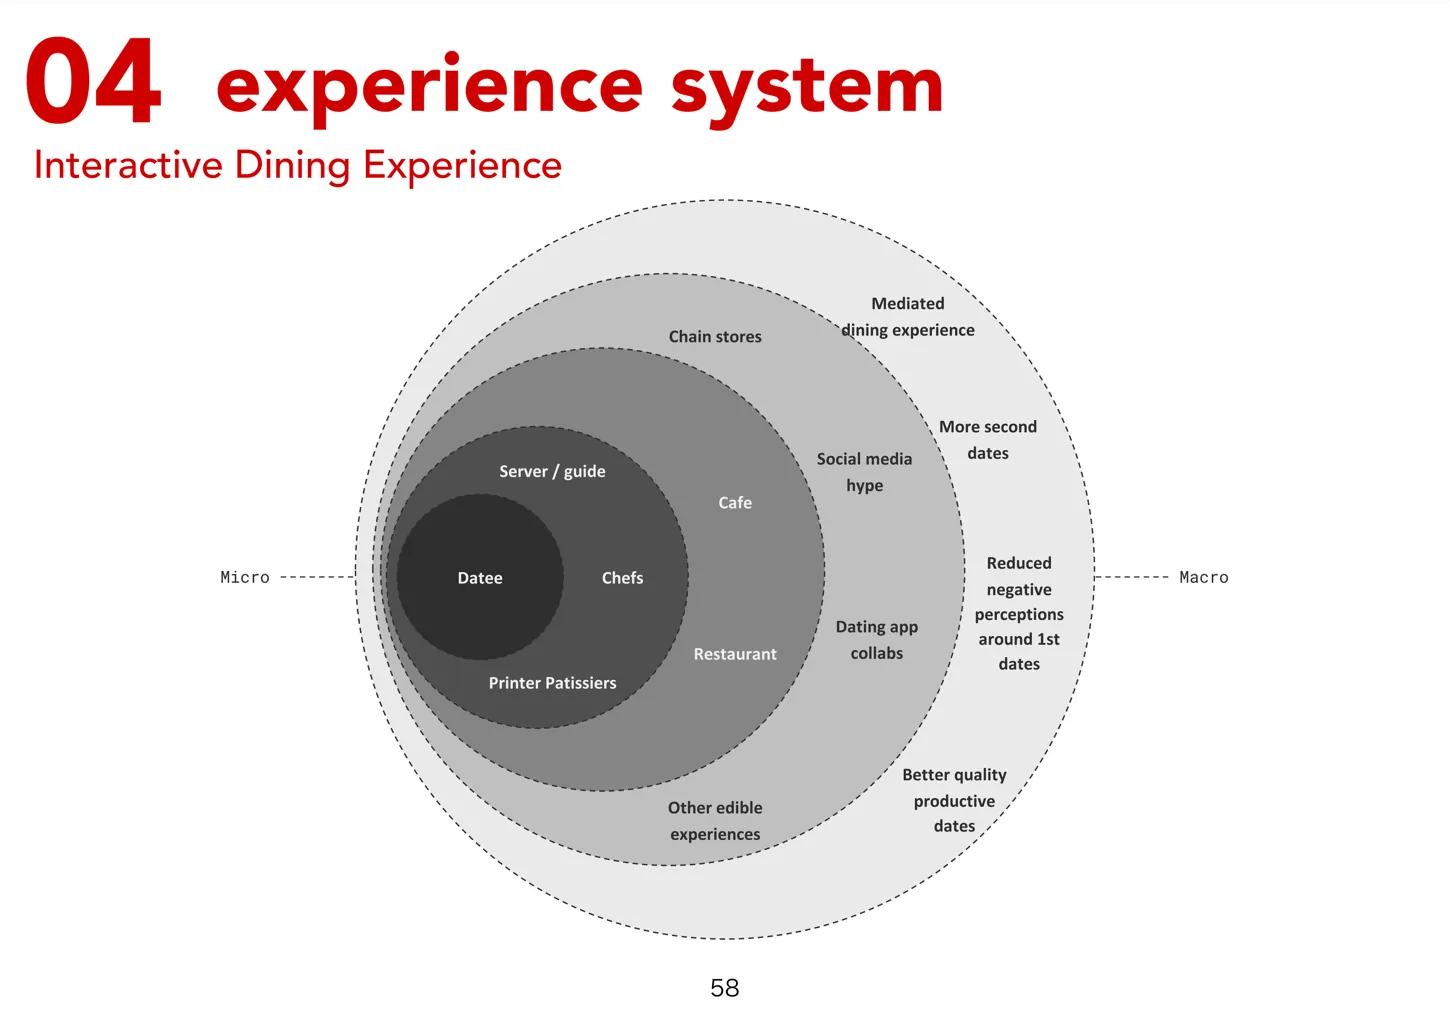 04 experience system
Interactive Dining Experience
Mediated
dining experience
Chain stores
More second
dates
Social media
hype
Server / guide
Cafe
Micro
Datee
Chefs
Reduced
negative
perceptions
around 1st
dates
Macro
Dating app
collabs
Restaurant
Printer Patissiers
Better quality
productive
dates
Other edible
experiences
58